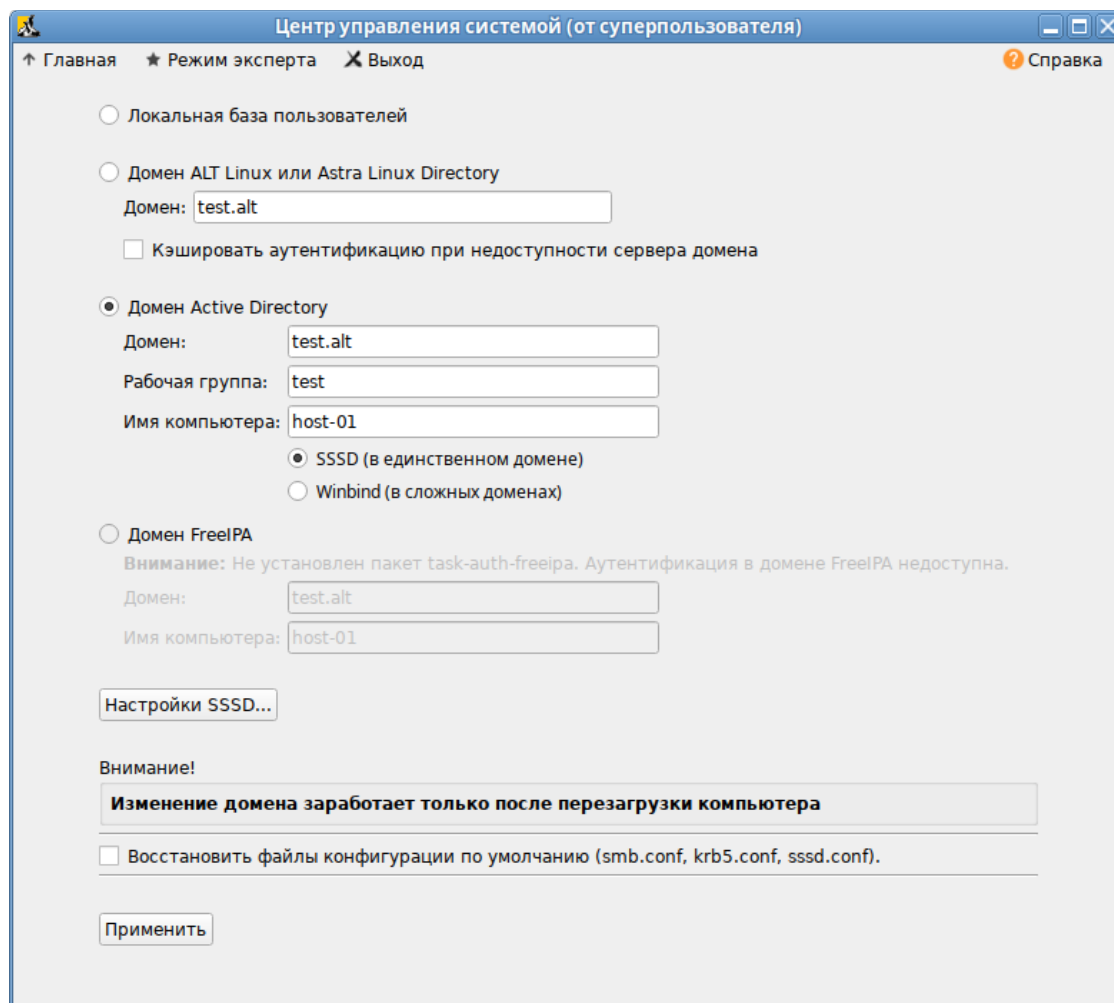 Центр управления системой (от суперпользователя)
Главная Режим эксперта Выход Справка
Локальная база пользователей
Домен ALT Linux или Astra Linux Directory
Домен: test.alt
Кэшировать аутентификацию при недоступности сервера домена
Домен Active Directory
Домен: test.alt
Рабочая группа: test
Имя компьютера: host-01
SSSD (в единственном домене)
Winbind (в сложных доменах)
Домен FreeIPA
Внимание: Не установлен пакет task-auth-freeipa. Аутентификация в домене FreeIPA недоступна.
Домен: test.alt
Имя компьютера: host-01
Настройки SSSD...
Внимание!
Изменение домена заработает только после перезагрузки компьютера
Восстановить файлы конфигурации по умолчанию (smb.conf, krb5.conf, sssd.conf).
Применить